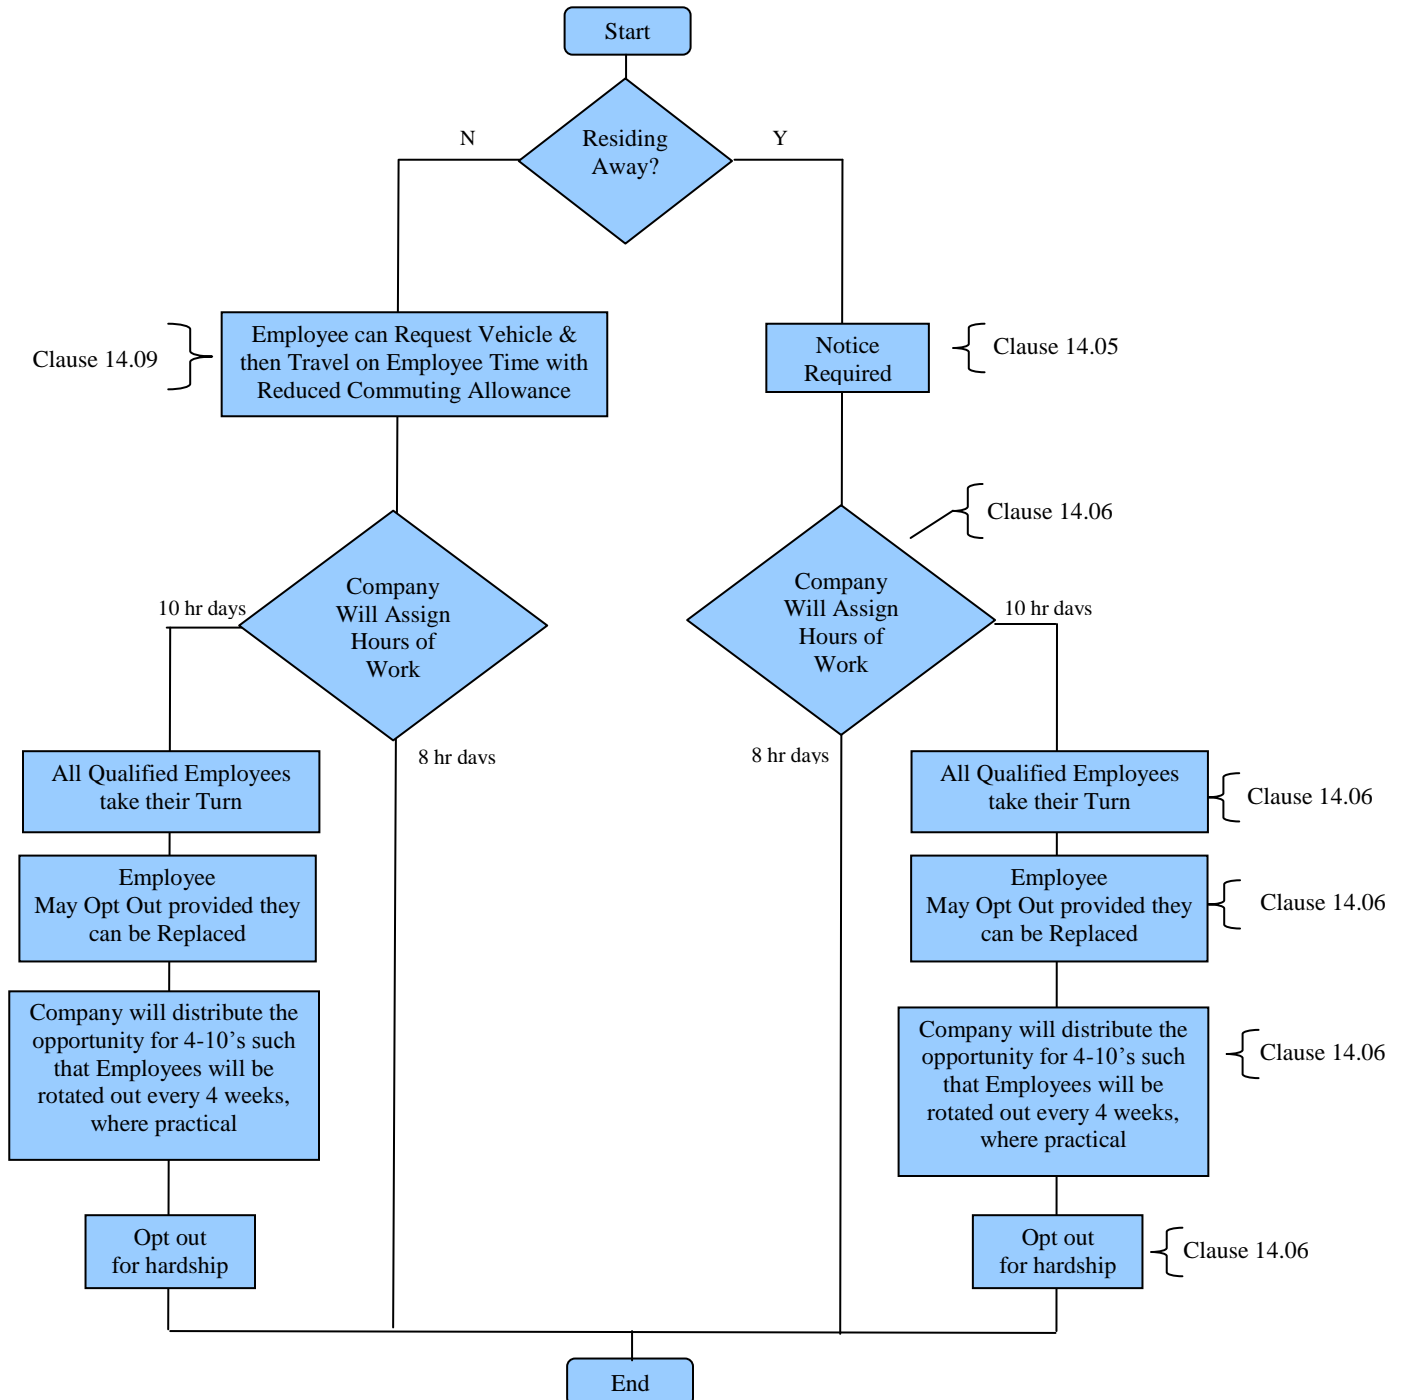 Start
Residing
Away?
N
Y
Employee can Request Vehicle &
then Travel on Employee Time with
Reduced Commuting Allowance
Clause 14.09
Notice
Required
Clause 14.05
Clause 14.06
Company
Will Assign
Hours of
Work
10 hr days
8 hr days
Company
Will Assign
Hours of
Work
10 hr days
8 hr days
All Qualified Employees
take their Turn
Employee
May Opt Out provided they
can be Replaced
Company will distribute the
opportunity for 4-10’s such
that Employees will be
rotated out every 4 weeks,
where practical
Opt out
for hardship
All Qualified Employees
take their Turn
Clause 14.06
Employee
May Opt Out provided they
can be Replaced
Clause 14.06
Company will distribute the
opportunity for 4-10’s such
that Employees will be
rotated out every 4 weeks,
where practical
Clause 14.06
Opt out
for hardship
Clause 14.06
End